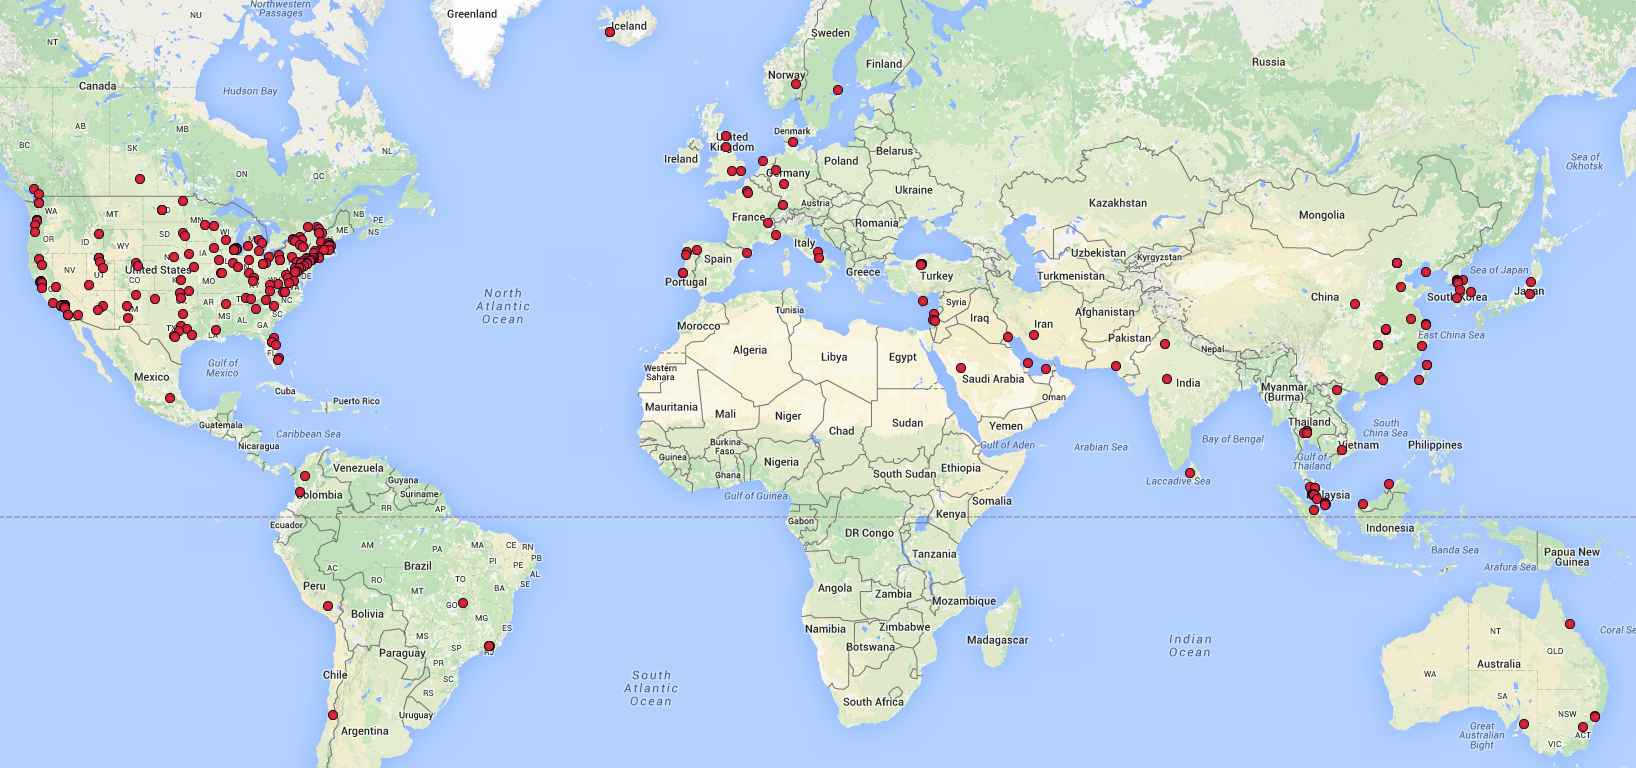 Northwestern
Passages
NU
Greenland
Iceland
Sweden
NT
Finland
Russia
Norway
Canada
Hudson Bay
AB
MB
SK
BC
NL
ON
QC
United
Kingdom
Denmark
Ireland
Poland
Belarus
Germany
Sea of
Okhotsk
Ukraine
Kazakhstan
Austria
Mongolia
WA
MT
MN
NB
PE
ME
NS
France
Romania
OR
ID
SD
WY
IA
Italy
Spain
Uzbekistan
Kyrgyzstan
NV
UT
United States
CO
DE
Greece
Turkey
Turkmenistan
Sea of Japan
Portugal
North
Atlantic
Ocean
China
South Korea
Japan
AR
NC
MS
AL
GA
LA
Tunisia
Morocco
Syria
Iraq
Iran
Afghanistan
Pakistan
East China Sea
Nepal
Algeria
Libya
Egypt
Gulf of
Mexico
Mexico
Cuba
Western
Sahara
Saudi Arabia
India
Myanmar
(Burma)
Puerto Rico
Oman
Mauritania
Mali
Niger
Chad
Sudan
Yemen
Guatemala
Caribbean Sea
Thailand
South
China Sea
Nicaragua
Burkina
Faso
Gulf of Aden
Arabian Sea
Bay of Bengal
Vietnam
Philippines
Guinea
Nigeria
Ethiopia
Gulf of
Thailand
Venezuela
Guyana
Suriname
Ghana
South Sudan
Laccadive Sea
Colombia
Gulf of Guinea
Somalia
Malaysia
RR
AP
Ecuador
Gabon
Kenya
DR Congo
Indonesia
AM
PA
MA
CE
RN
Banda Sea
Papua New
Guinea
AC
Brazil
PI
PB
PE
Tanzania
Arafura Sea
Peru
RO
TO
AL
SE
BA
MT
Angola
Zambia
Mozambique
GO
Bolivia
MG
ES
Namibia
Zimbabwe
Madagascar
MS
SP
RJ
Botswana
Indian
Ocean
NT
Coral Se
QLD
Paraguay
PR
SC
Australia
WA
Chile
South
Atlantic
Ocean
SA
RS
South Africa
NSW
Uruguay
Argentina
Great
Australian
Bight
ACT
VIC